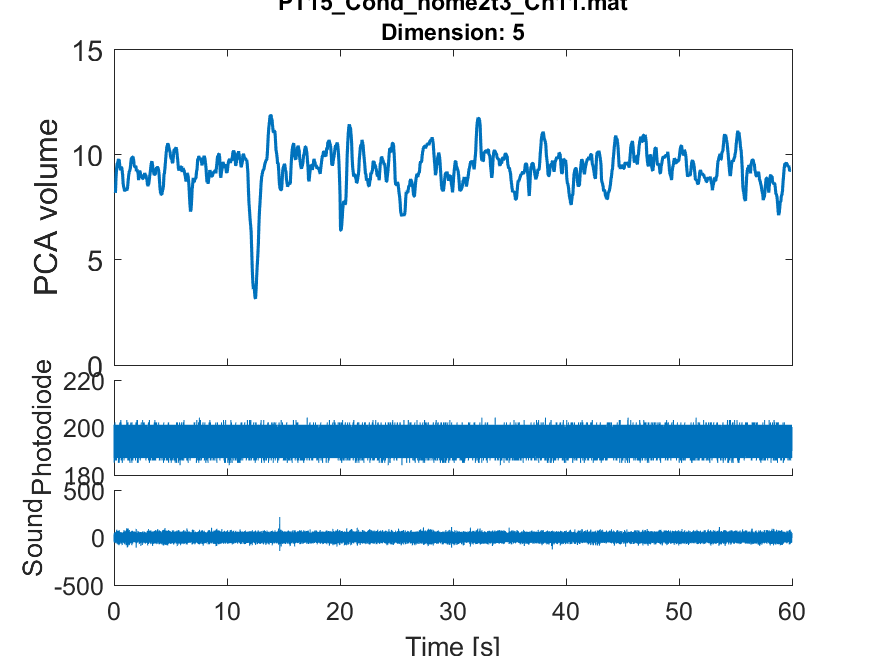 PT15_Cond_home2t3_Ch11.mat
Dimension: 5
15
10
5
0
PCA volume
220
200
180
Photodiode
500
0
-500
Sound
0 10 20 30 40 50 60
Time [s]